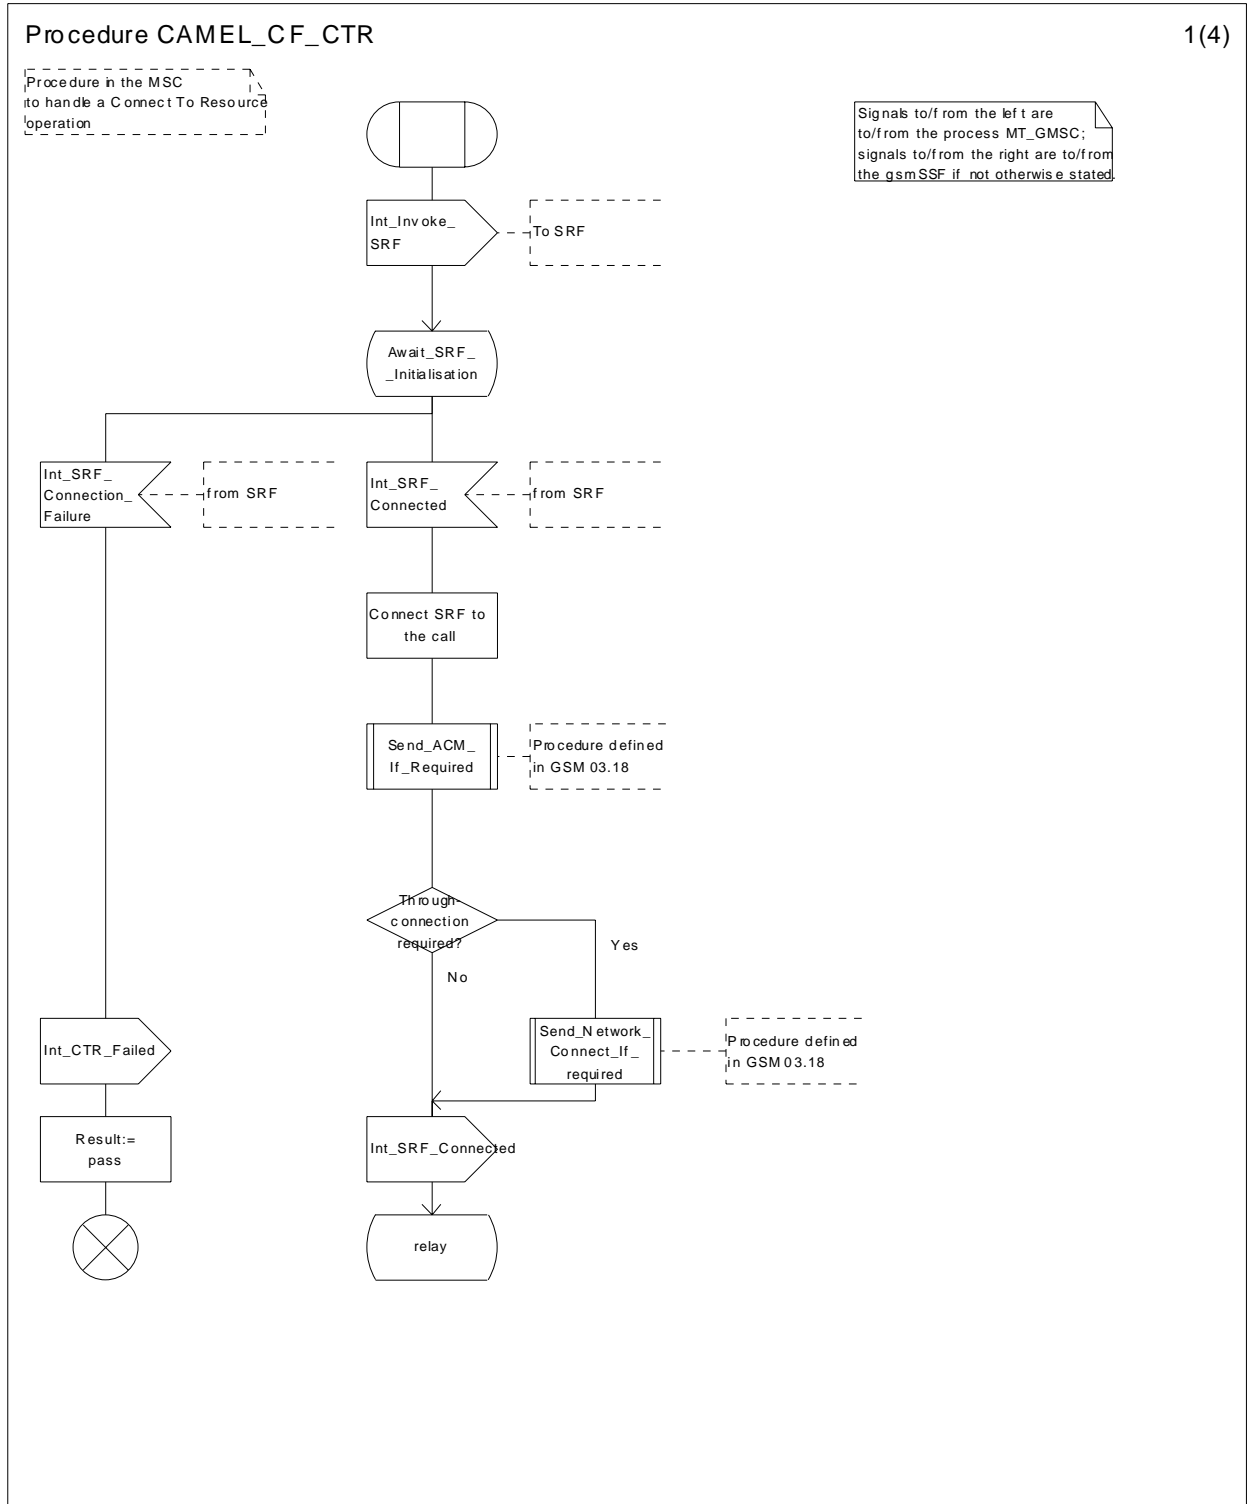 Procedure CAMEL_CF_CTR
1(4)
Procedure in the MSC
to handle a Connect To Resource
operation
Signals to/from the left are
to/from the process MT_GMSC;
signals to/from the right are to/from
the gsmSSF if not otherwise stated.
Int_Invoke_
SRF
To SRF
Await_SRF_
_Initialisation
Int_SRF_
Connection_
Failure
from SRF
Int_SRF_
Connected
from SRF
Connect SRF to
the call
Send_ACM_
If_Required
Procedure defined
in GSM 03.18
Through-
connection
required?
Yes
No
Int_CTR_Failed
Send_Network_
Connect_If_
required
Procedure defined
in GSM 03.18
Result:=
pass
Int_SRF_Connected
relay